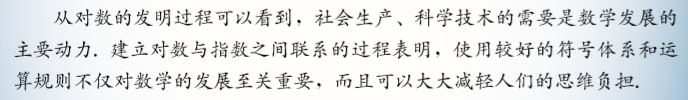 从对数的发明过程可以看到，社会生产、科学技术的需要是数学发展的
主要动力．建立对数与指数之间联系的过程表明，使用较好的符号体系和运
算规则不仅对数学的发展至关重要，而且可以大大减轻人们的思维负担．